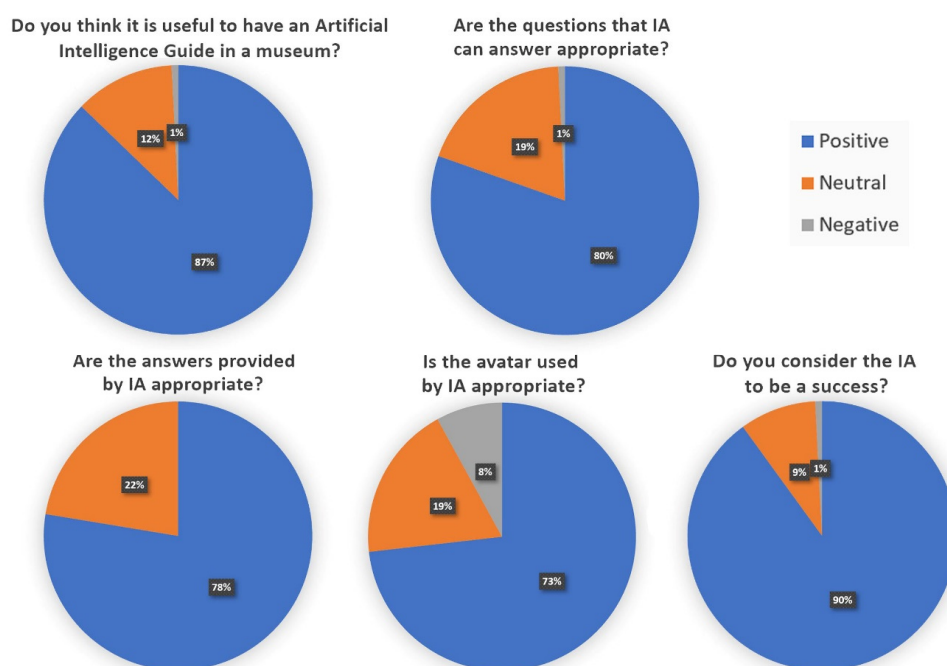 Do you think it is useful to have an Artificial
Intelligence Guide in a museum?
12%
1%
87%
Are the questions that IA
can answer appropriate?
19%
1%
80%
Positive
Neutral
Negative
Are the answers provided
by IA appropriate?
22%
78%
Is the avatar used
by IA appropriate?
8%
19%
73%
Do you consider the IA
to be a success?
9%
1%
90%